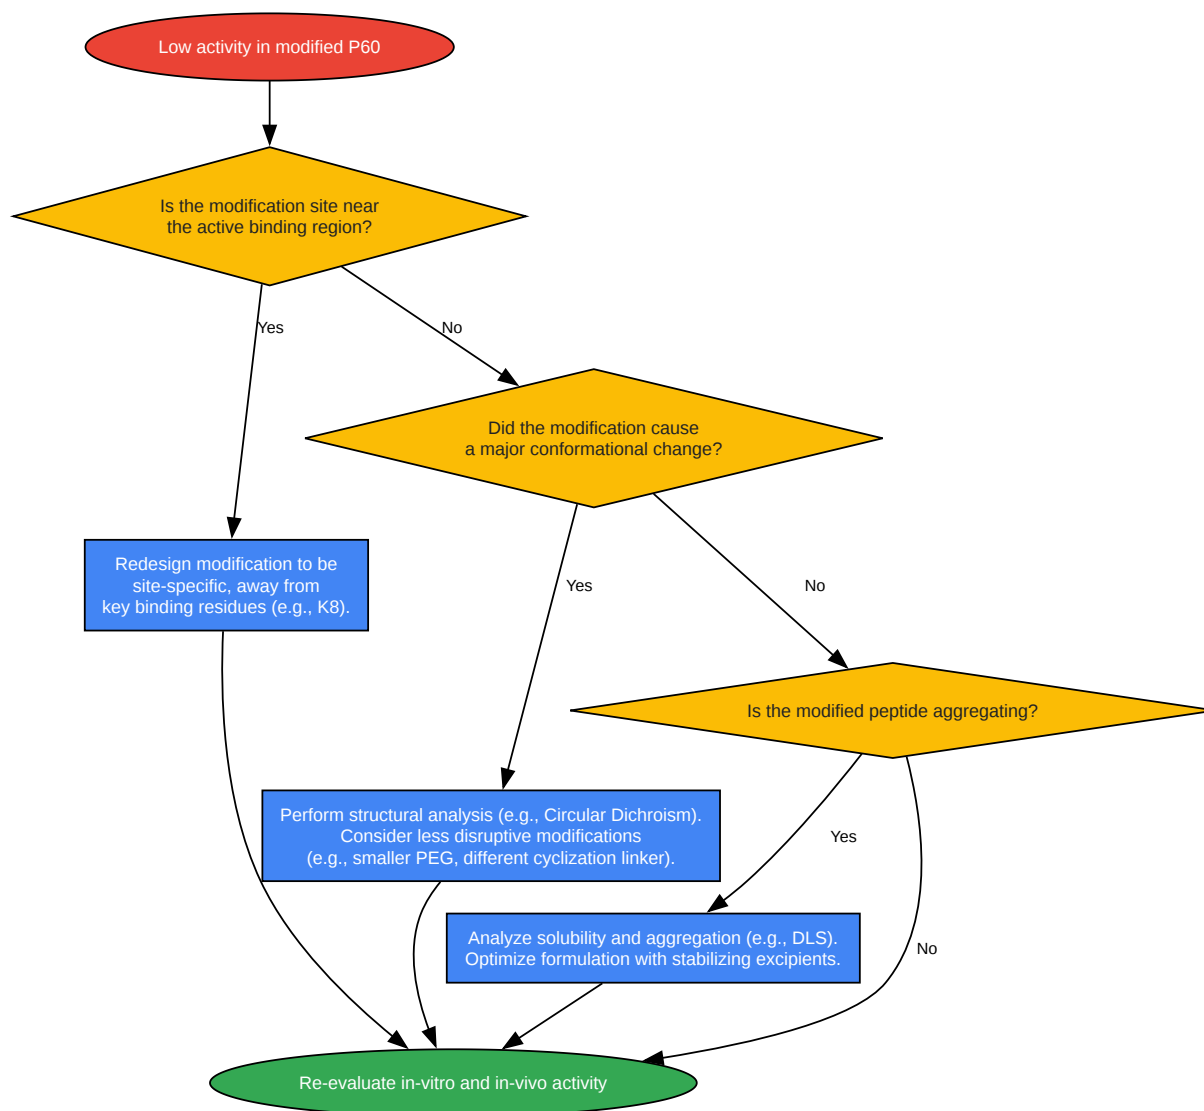 Low activity in modified P60
Is the modification site near
the active binding region?
Yes
No
Did the modification cause
a major conformational change?
Redesign modification to be
site-specific, away from
key binding residues (e.g., K8).
Yes
No
Is the modified peptide aggregating?
Perform structural analysis (e.g., Circular Dichroism).
Consider less disruptive modifications
(e.g., smaller PEG, different cyclization linker).
Yes
Analyze solubility and aggregation (e.g., DLS).
Optimize formulation with stabilizing excipients.
No
Re-evaluate in-vitro and in-vivo activity